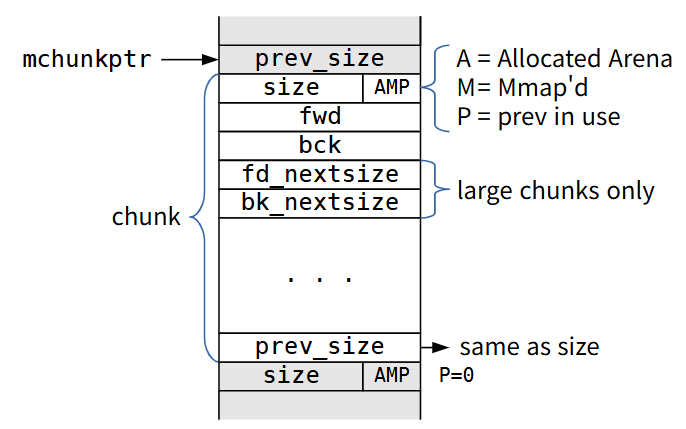 mchunkptr
prev_size
size
AMP
A = Allocated Arena
M= Mmap'd
P = prev in use
fwd
bck
fd_nextsize
bk_nextsize
large chunks only
chunk
. . .
prev_size
same as size
size
AMP
P=0